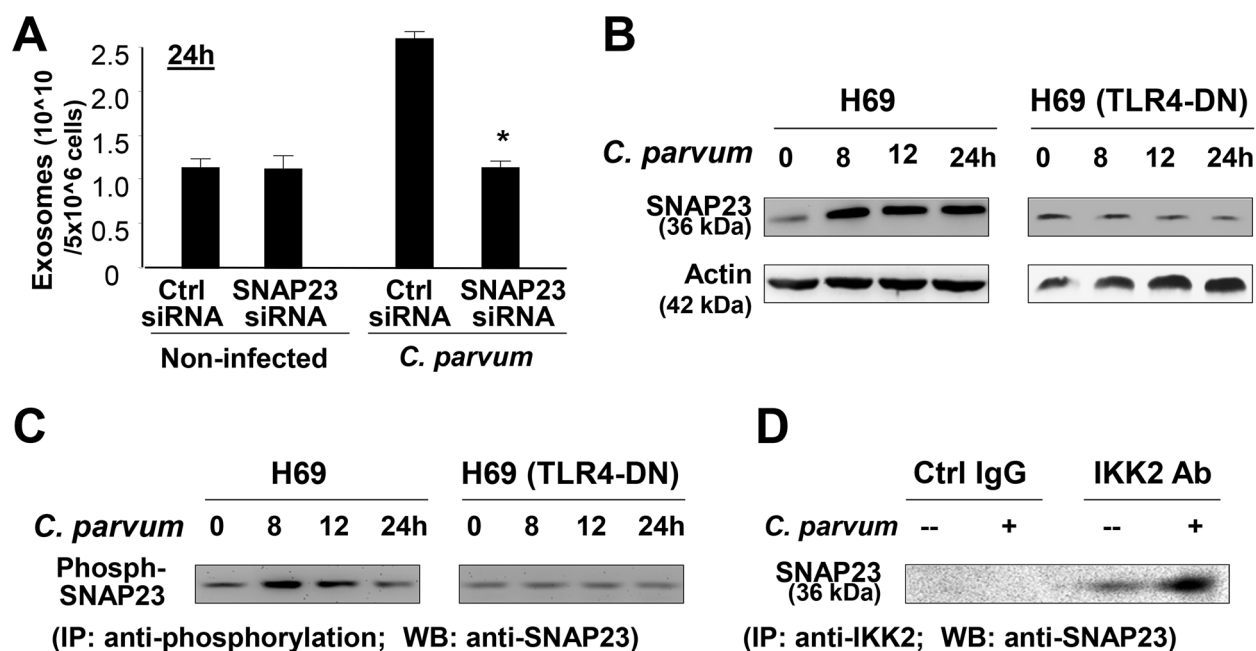 A
24h
Exosomes (10^10
/5x10^6 cells)
2.5
2.0
1.5
1.0
0.5
0
*
Ctrl siRNA
SNAP23 siRNA
Ctrl siRNA
SNAP23 siRNA
Non-infected
C. parvum
B
H69
H69 (TLR4-DN)
C. parvum 0 8 12 24h 0 8 12 24h
SNAP23
(36 kDa)
Actin
(42 kDa)
C
H69
H69 (TLR4-DN)
C. parvum 0 8 12 24h 0 8 12 24h
Phosph-
SNAP23
(IP: anti-phosphorylation; WB: anti-SNAP23)
D
Ctrl IgG
IKK2 Ab
C. parvum -- + -- +
SNAP23
(36 kDa)
(IP: anti-IKK2; WB: anti-SNAP23)